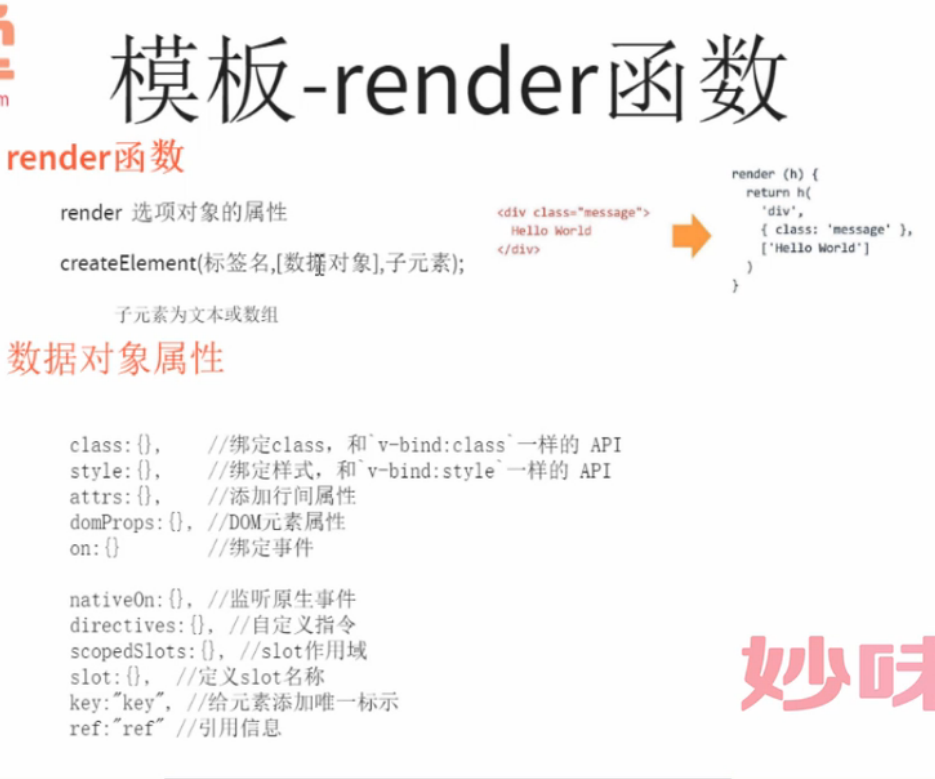 m
模板-render函数
render函数
render 选项对象的属性
createElement(标签名,[数据对象],子元素);
子元素为文本或数组
<div class="message">
Hello World
</div>
render (h) {
return h(
'div',
{ class: 'message' },
['Hello World']
)
}
数据对象属性
class:{}, //绑定class，和`v-bind:class`一样的 API
style:{}, //绑定样式，和`v-bind:style`一样的 API
attrs:{}, //添加行间属性
domProps:{}, //DOM元素属性
on:{} //绑定事件
nativeOn:{}, //监听原生事件
directives:{}, //自定义指令
scopedSlots:{}, //slot作用域
slot:{}, //定义slot名称
key:"key", //给元素添加唯一标示
ref:"ref" //引用信息
妙味